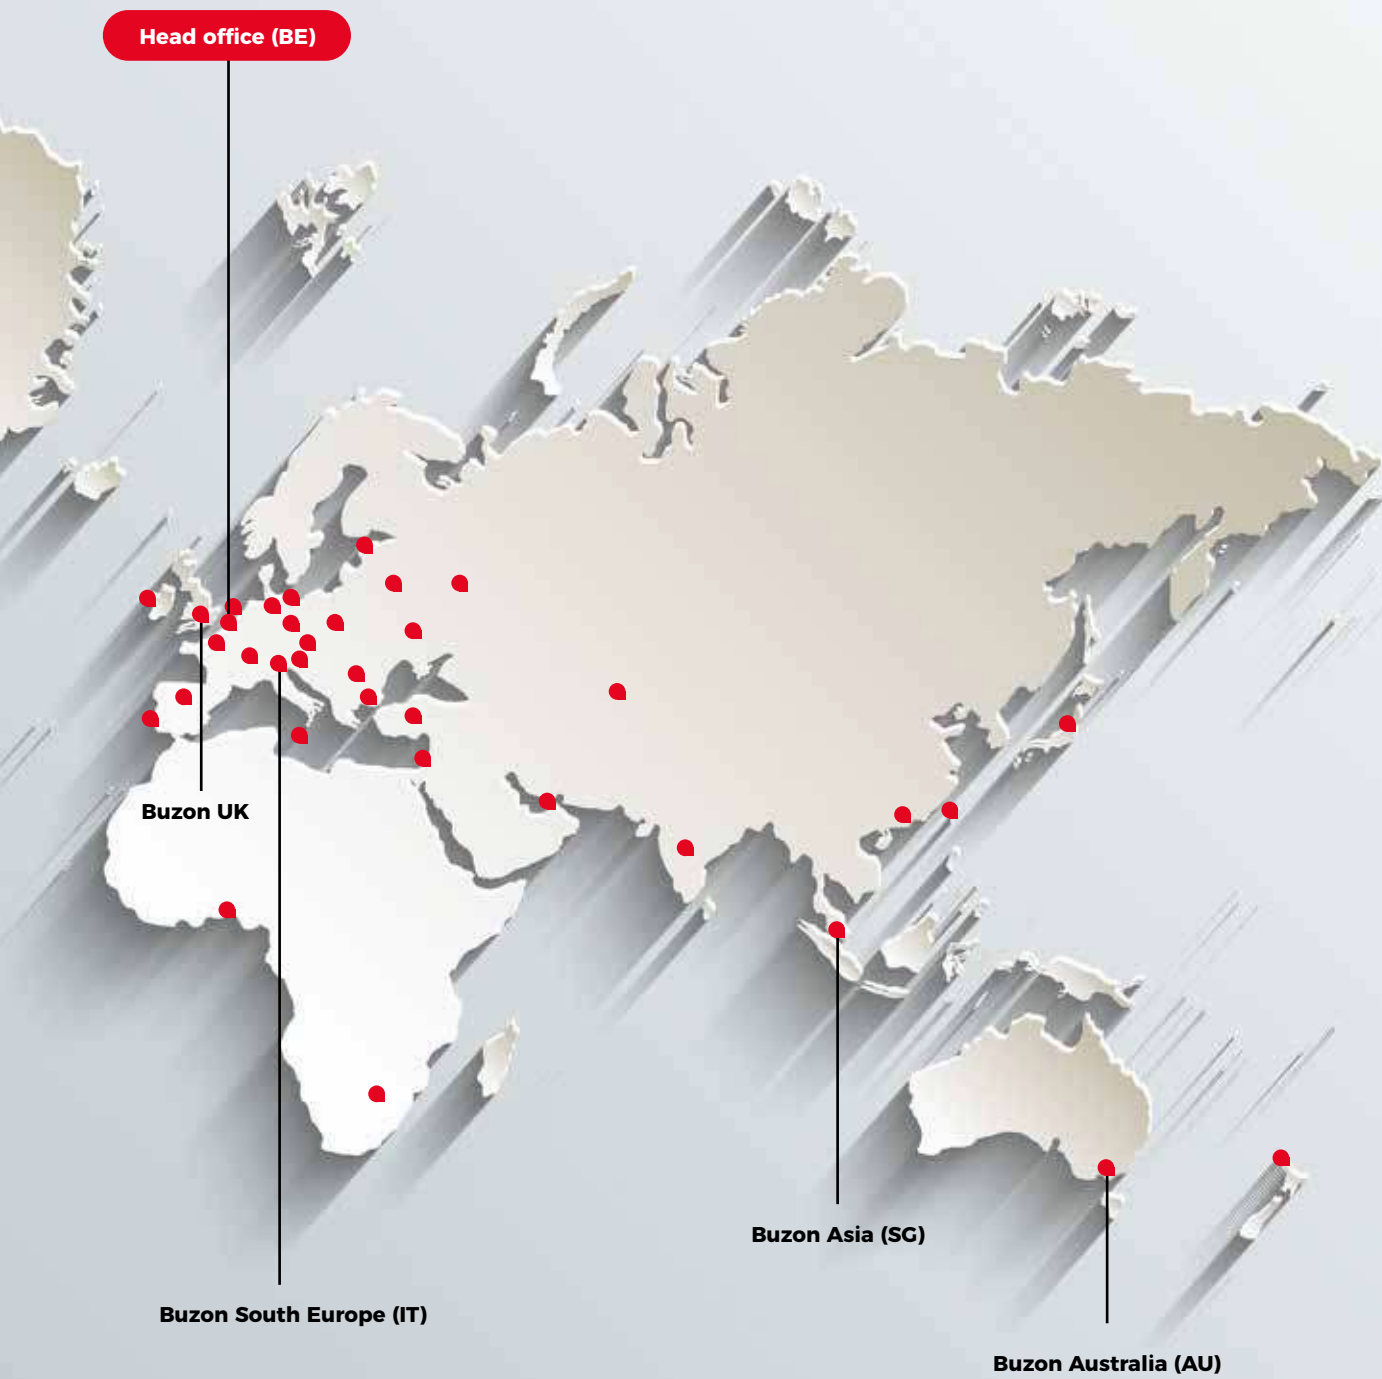 Head office (BE)
Buzon UK
Buzon Asia (SG)
Buzon South Europe (IT)
Buzon Australia (AU)